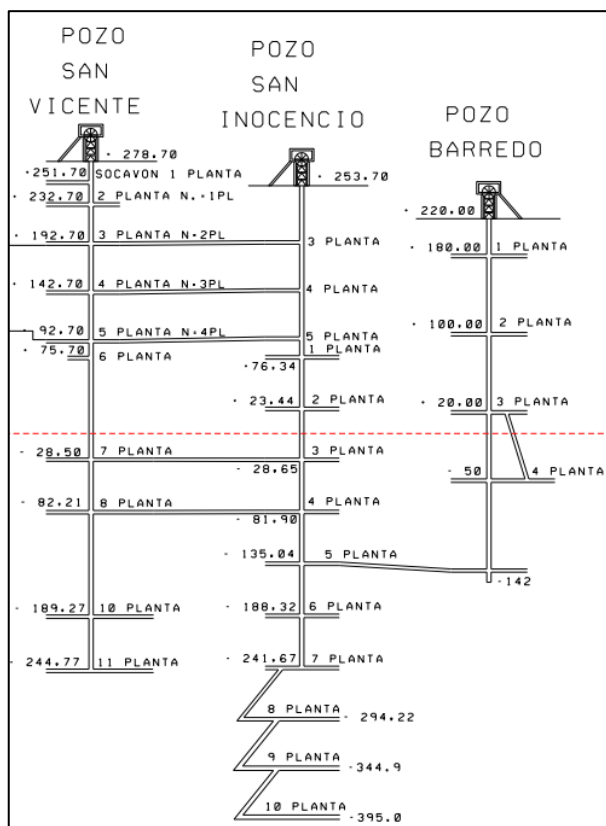 POZO
SAN
VICENTE
· 278.70
·251.70 SOCAVON 1 PLANTA
· 232.70 2 PLANTA N.·1PL
· 192.70 3 PLANTA N·2PL
· 142.70 4 PLANTA N·3PL
· 92.70 5 PLANTA N·4PL
· 75.70 6 PLANTA
- 28.50 7 PLANTA
- 82.21 8 PLANTA
- 189.27 10 PLANTA
- 244.77 11 PLANTA
POZO
SAN
INOCENCIO
· 253.70
3 PLANTA
4 PLANTA
5 PLANTA
1 PLANTA
·76.34
· 23.44 2 PLANTA
3 PLANTA
- 28.65
4 PLANTA
-81.90
- 135.04 5 PLANTA
- 188.32 6 PLANTA
- 241.67 7 PLANTA
8 PLANTA - 294.22
9 PLANTA -344.9
10 PLANTA -395.0
POZO
BARREDO
· 220.00
· 180.00 1 PLANTA
· 100.00 2 PLANTA
· 20.00 3 PLANTA
- 50 4 PLANTA
-142